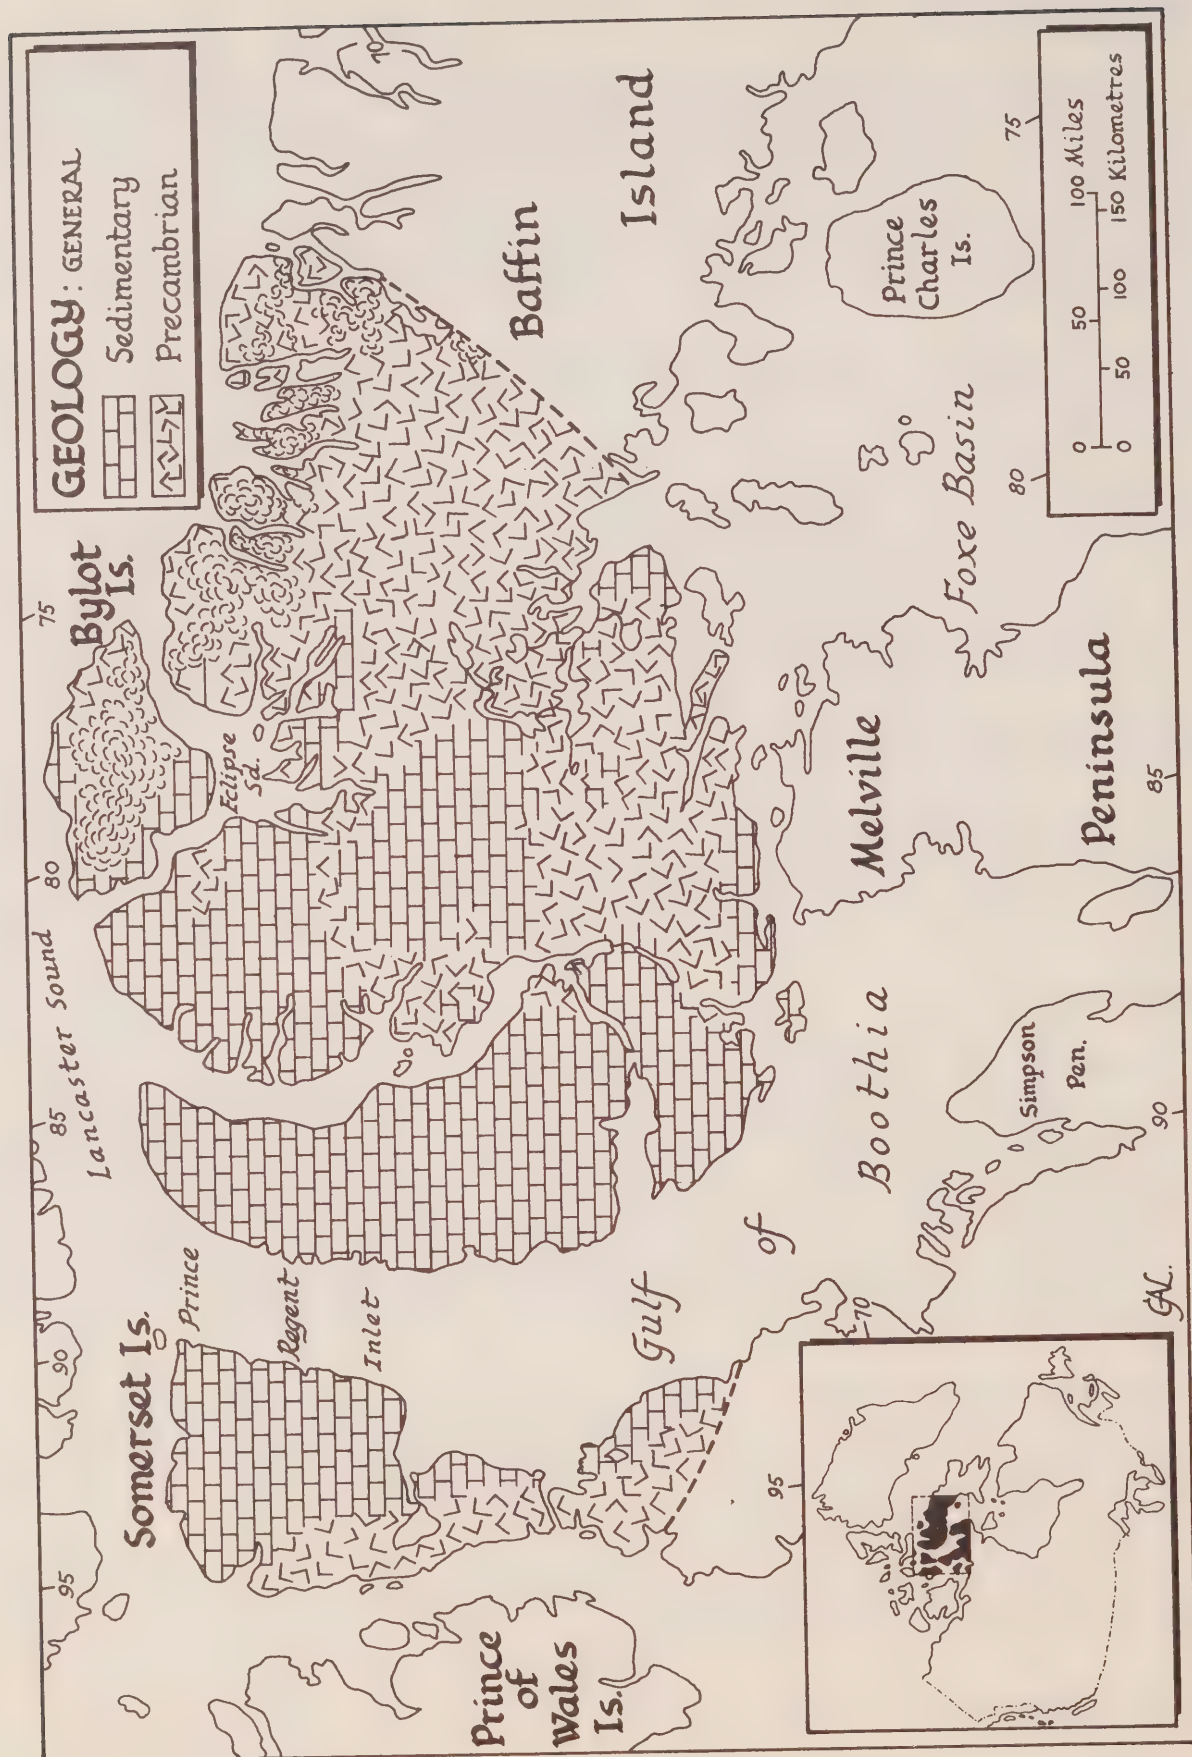 GEOLOGY: GENERAL
Sedimentary
Precambrian
75
80
85
90
95
70
Lancaster Sound
Bylot
Is.
Eclipse
Sd.
Somerset Is.
Prince
Regent
Inlet
Prince
of
Wales
Is.
Baffin
Island
Prince
Charles
Is.
Foxe Basin
Melville
Peninsula
Gulf
of
Boothia
Simpson
Pen.
70
75
80
85
90
95
0 50 100 Miles
0 50 100 150 Kilometres
GAL.